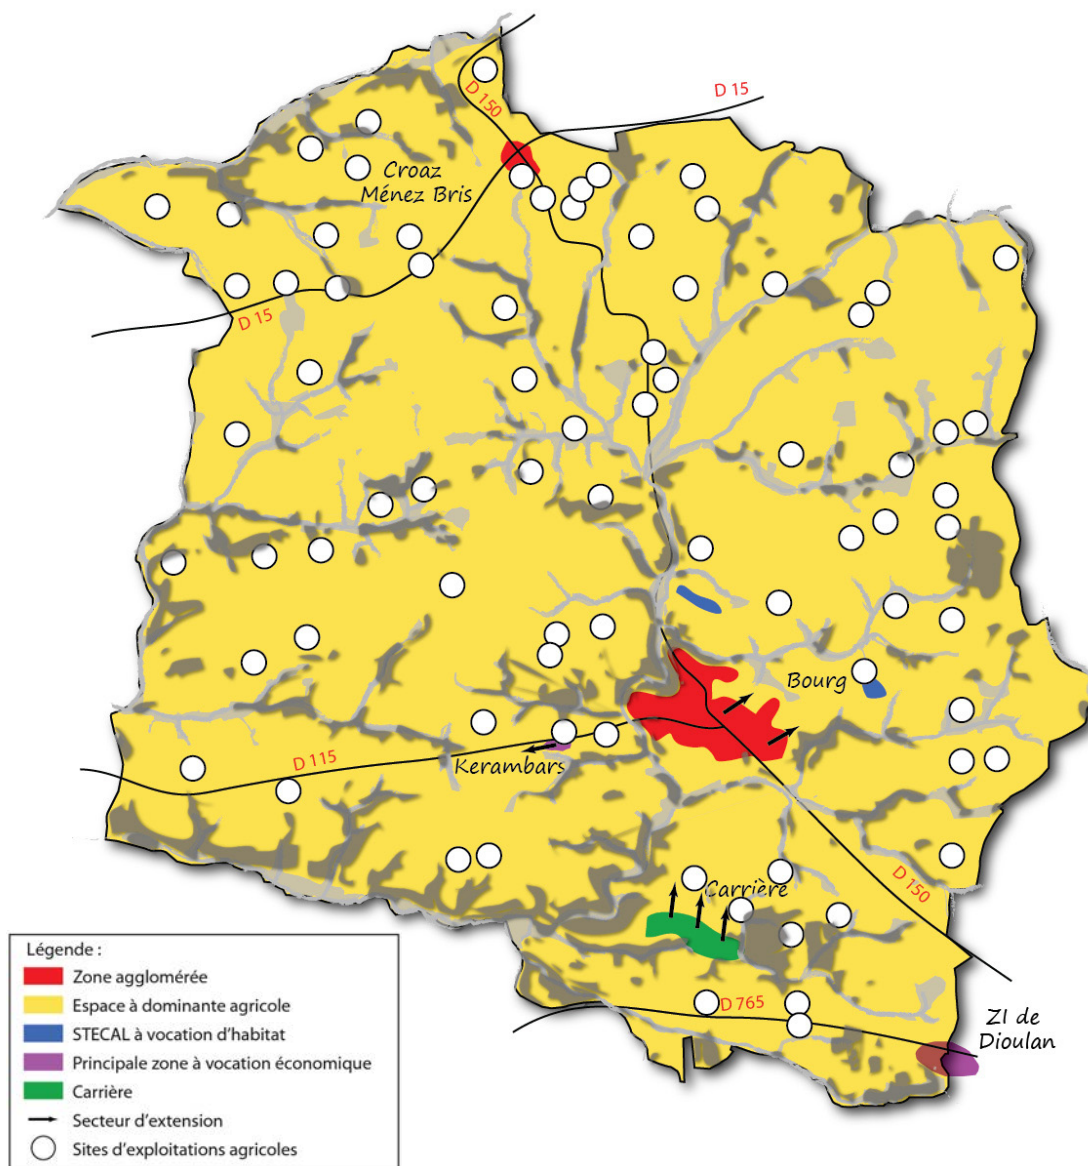 D 15
D 150
Croaz
Ménez Bris
D 15
Bourg
D 115
Kerambars
Carrière
D 150
D 765
ZI de
Dioulan
Légende :
Zone agglomérée
Espace à dominante agricole
STECAL à vocation d'habitat
Principale zone à vocation économique
Carrière
Secteur d'extension
Sites d'exploitations agricoles